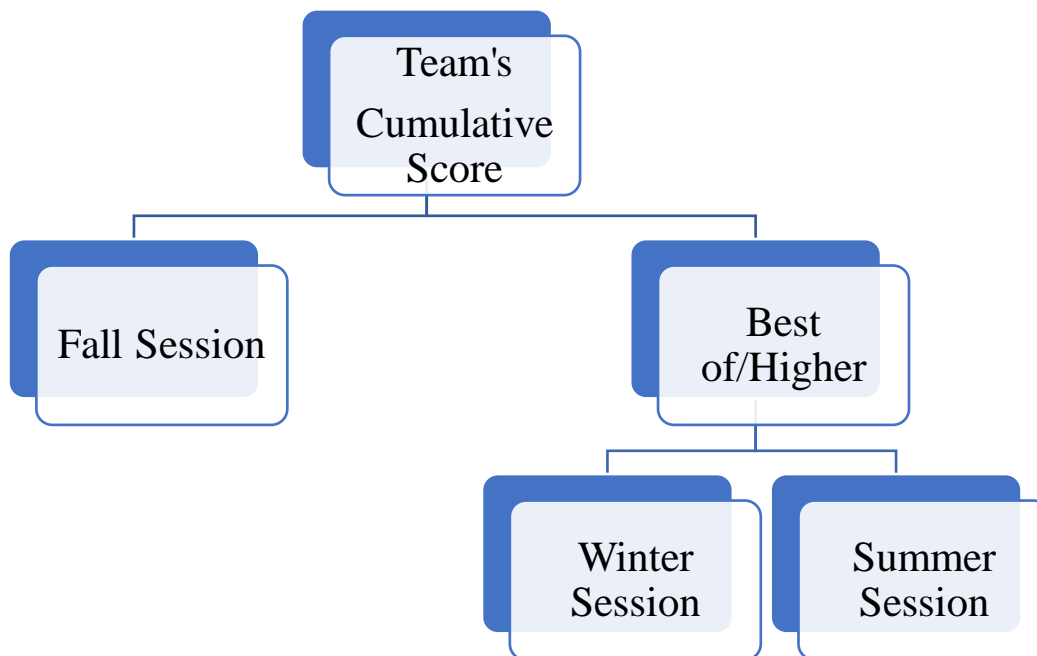 Team's
Cumulative
Score
Fall Session
Best
of/Higher
Winter
Session
Summer
Session